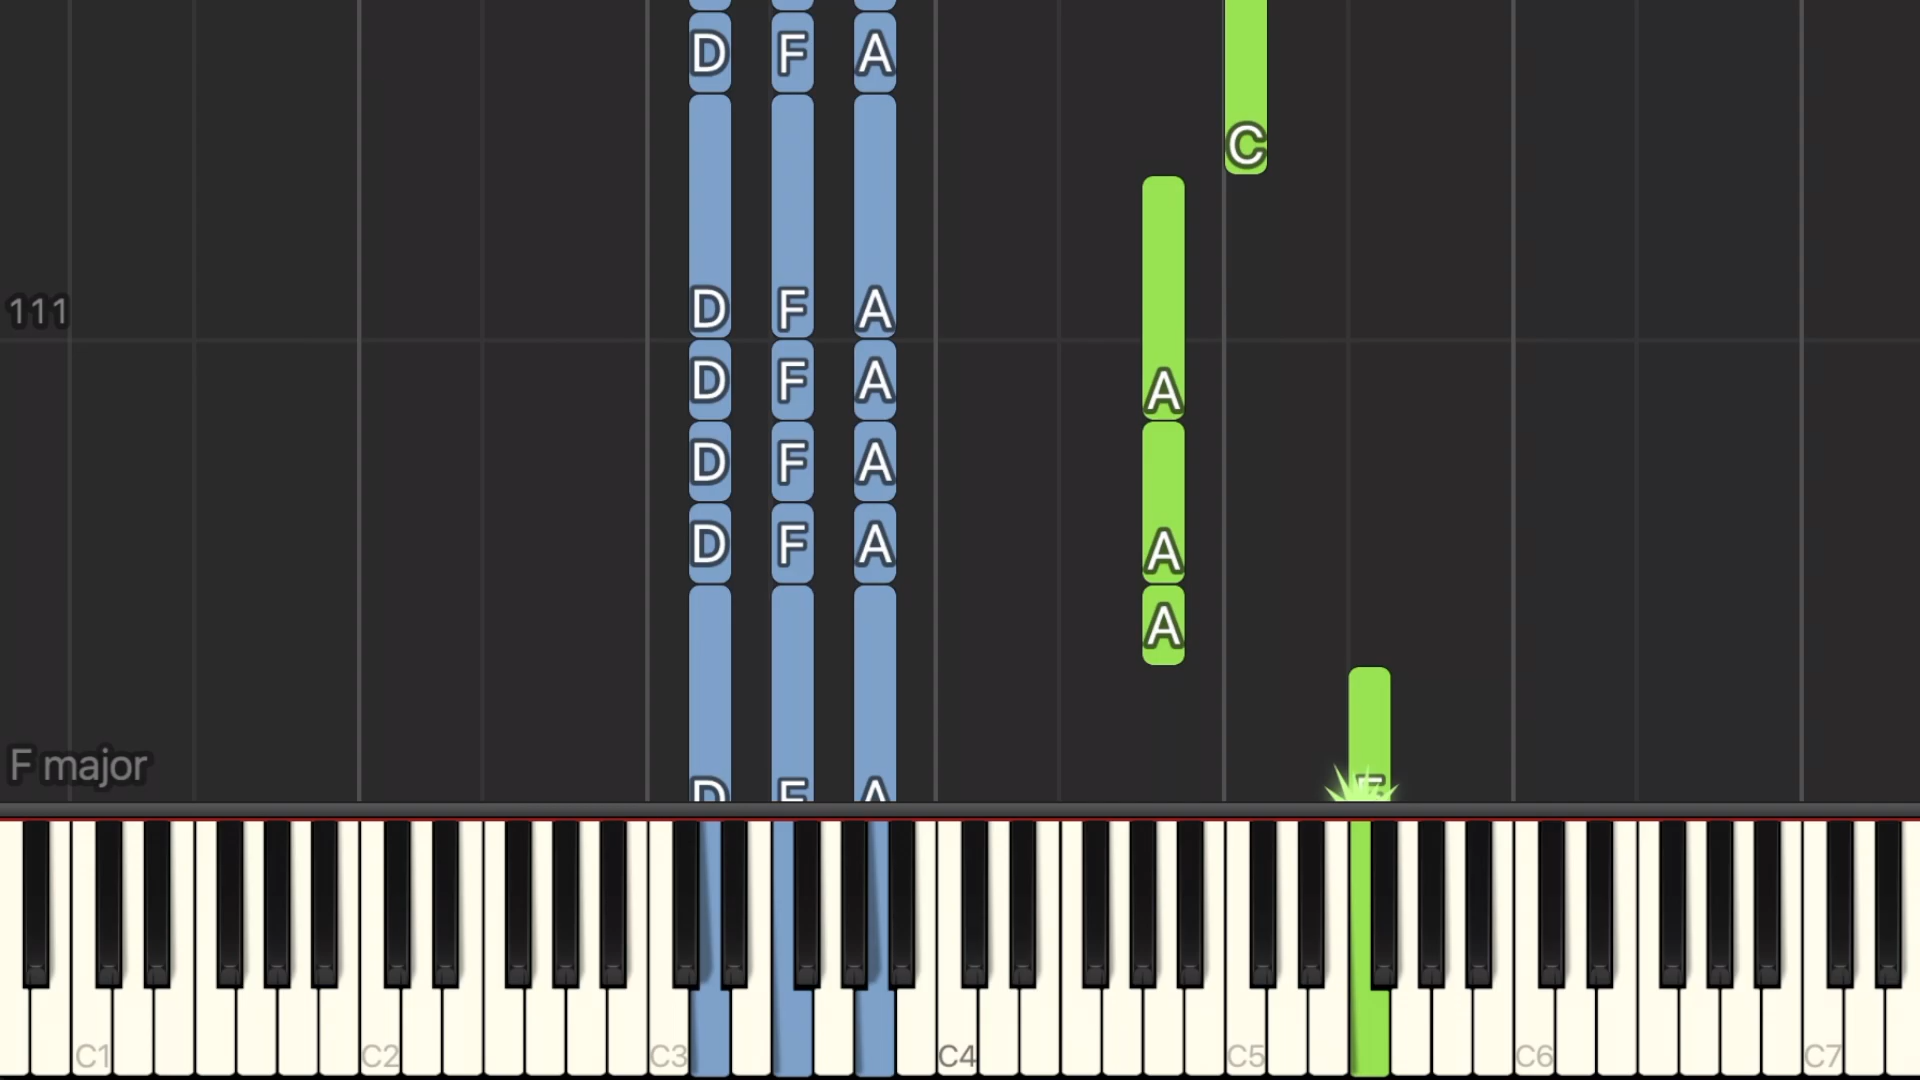 D F A
C
D F A
111
D F A
A
D F A
D F A
A
A
F major
D F A
F
C1 C2 C3 C4 C5 C6 C7